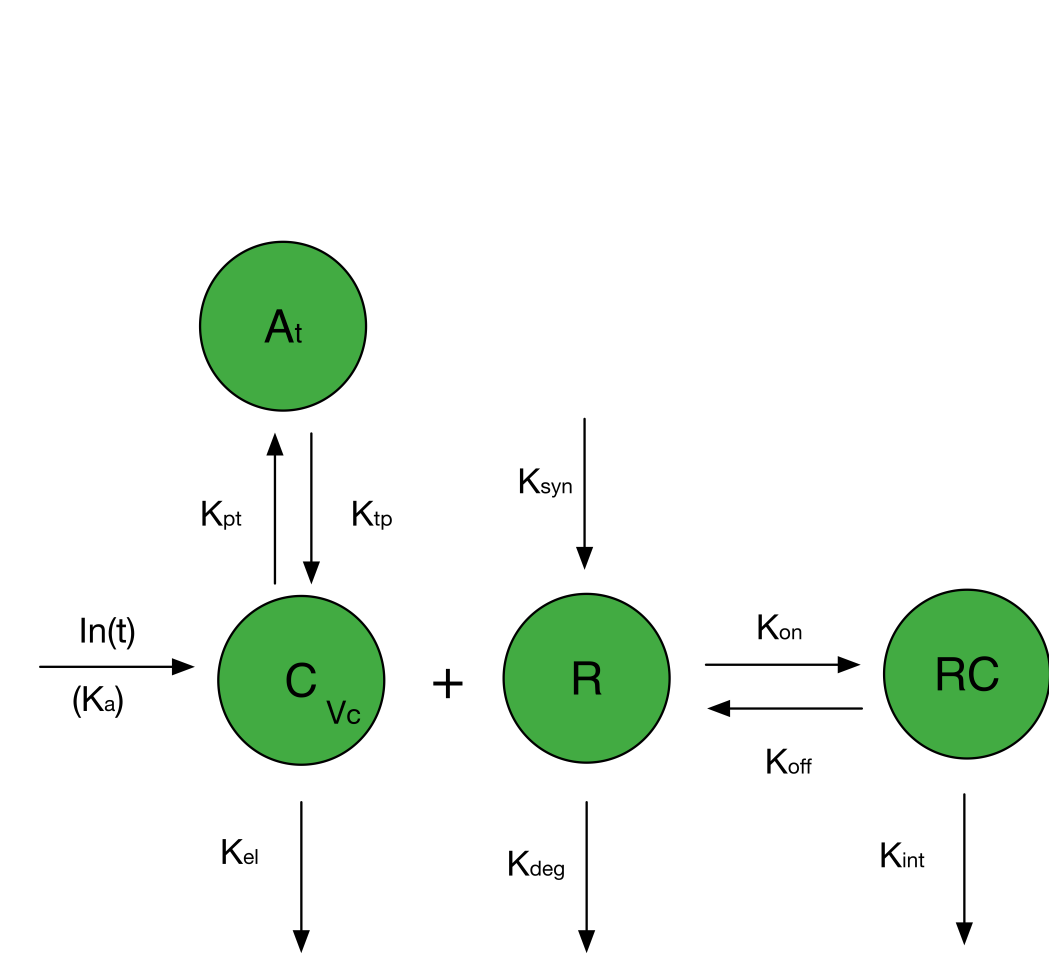 At
Ksyn
Kpt
Ktp
In(t)
(Ka)
C
Vc
+
R
Kon
Koff
RC
Kel
Kdeg
Kint